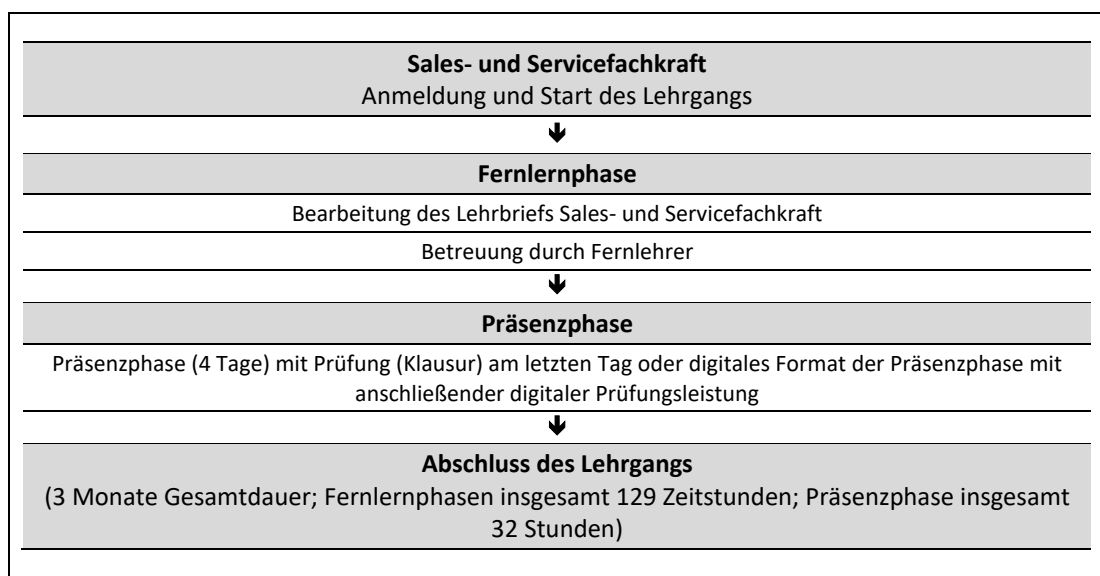 Sales- und Servicefachkraft
Anmeldung und Start des Lehrgangs
🡻
Fernlernphase
Bearbeitung des Lehrbriefs Sales- und Servicefachkraft
Betreuung durch Fernlehrer
🡻
Präsenzphase
Präsenzphase (4 Tage) mit Prüfung (Klausur) am letzten Tag oder digitales Format der Präsenzphase mit
anschließender digitaler Prüfungsleistung
🡻
Abschluss des Lehrgangs
(3 Monate Gesamtdauer; Fernlernphasen insgesamt 129 Zeitstunden; Präsenzphase insgesamt
32 Stunden)